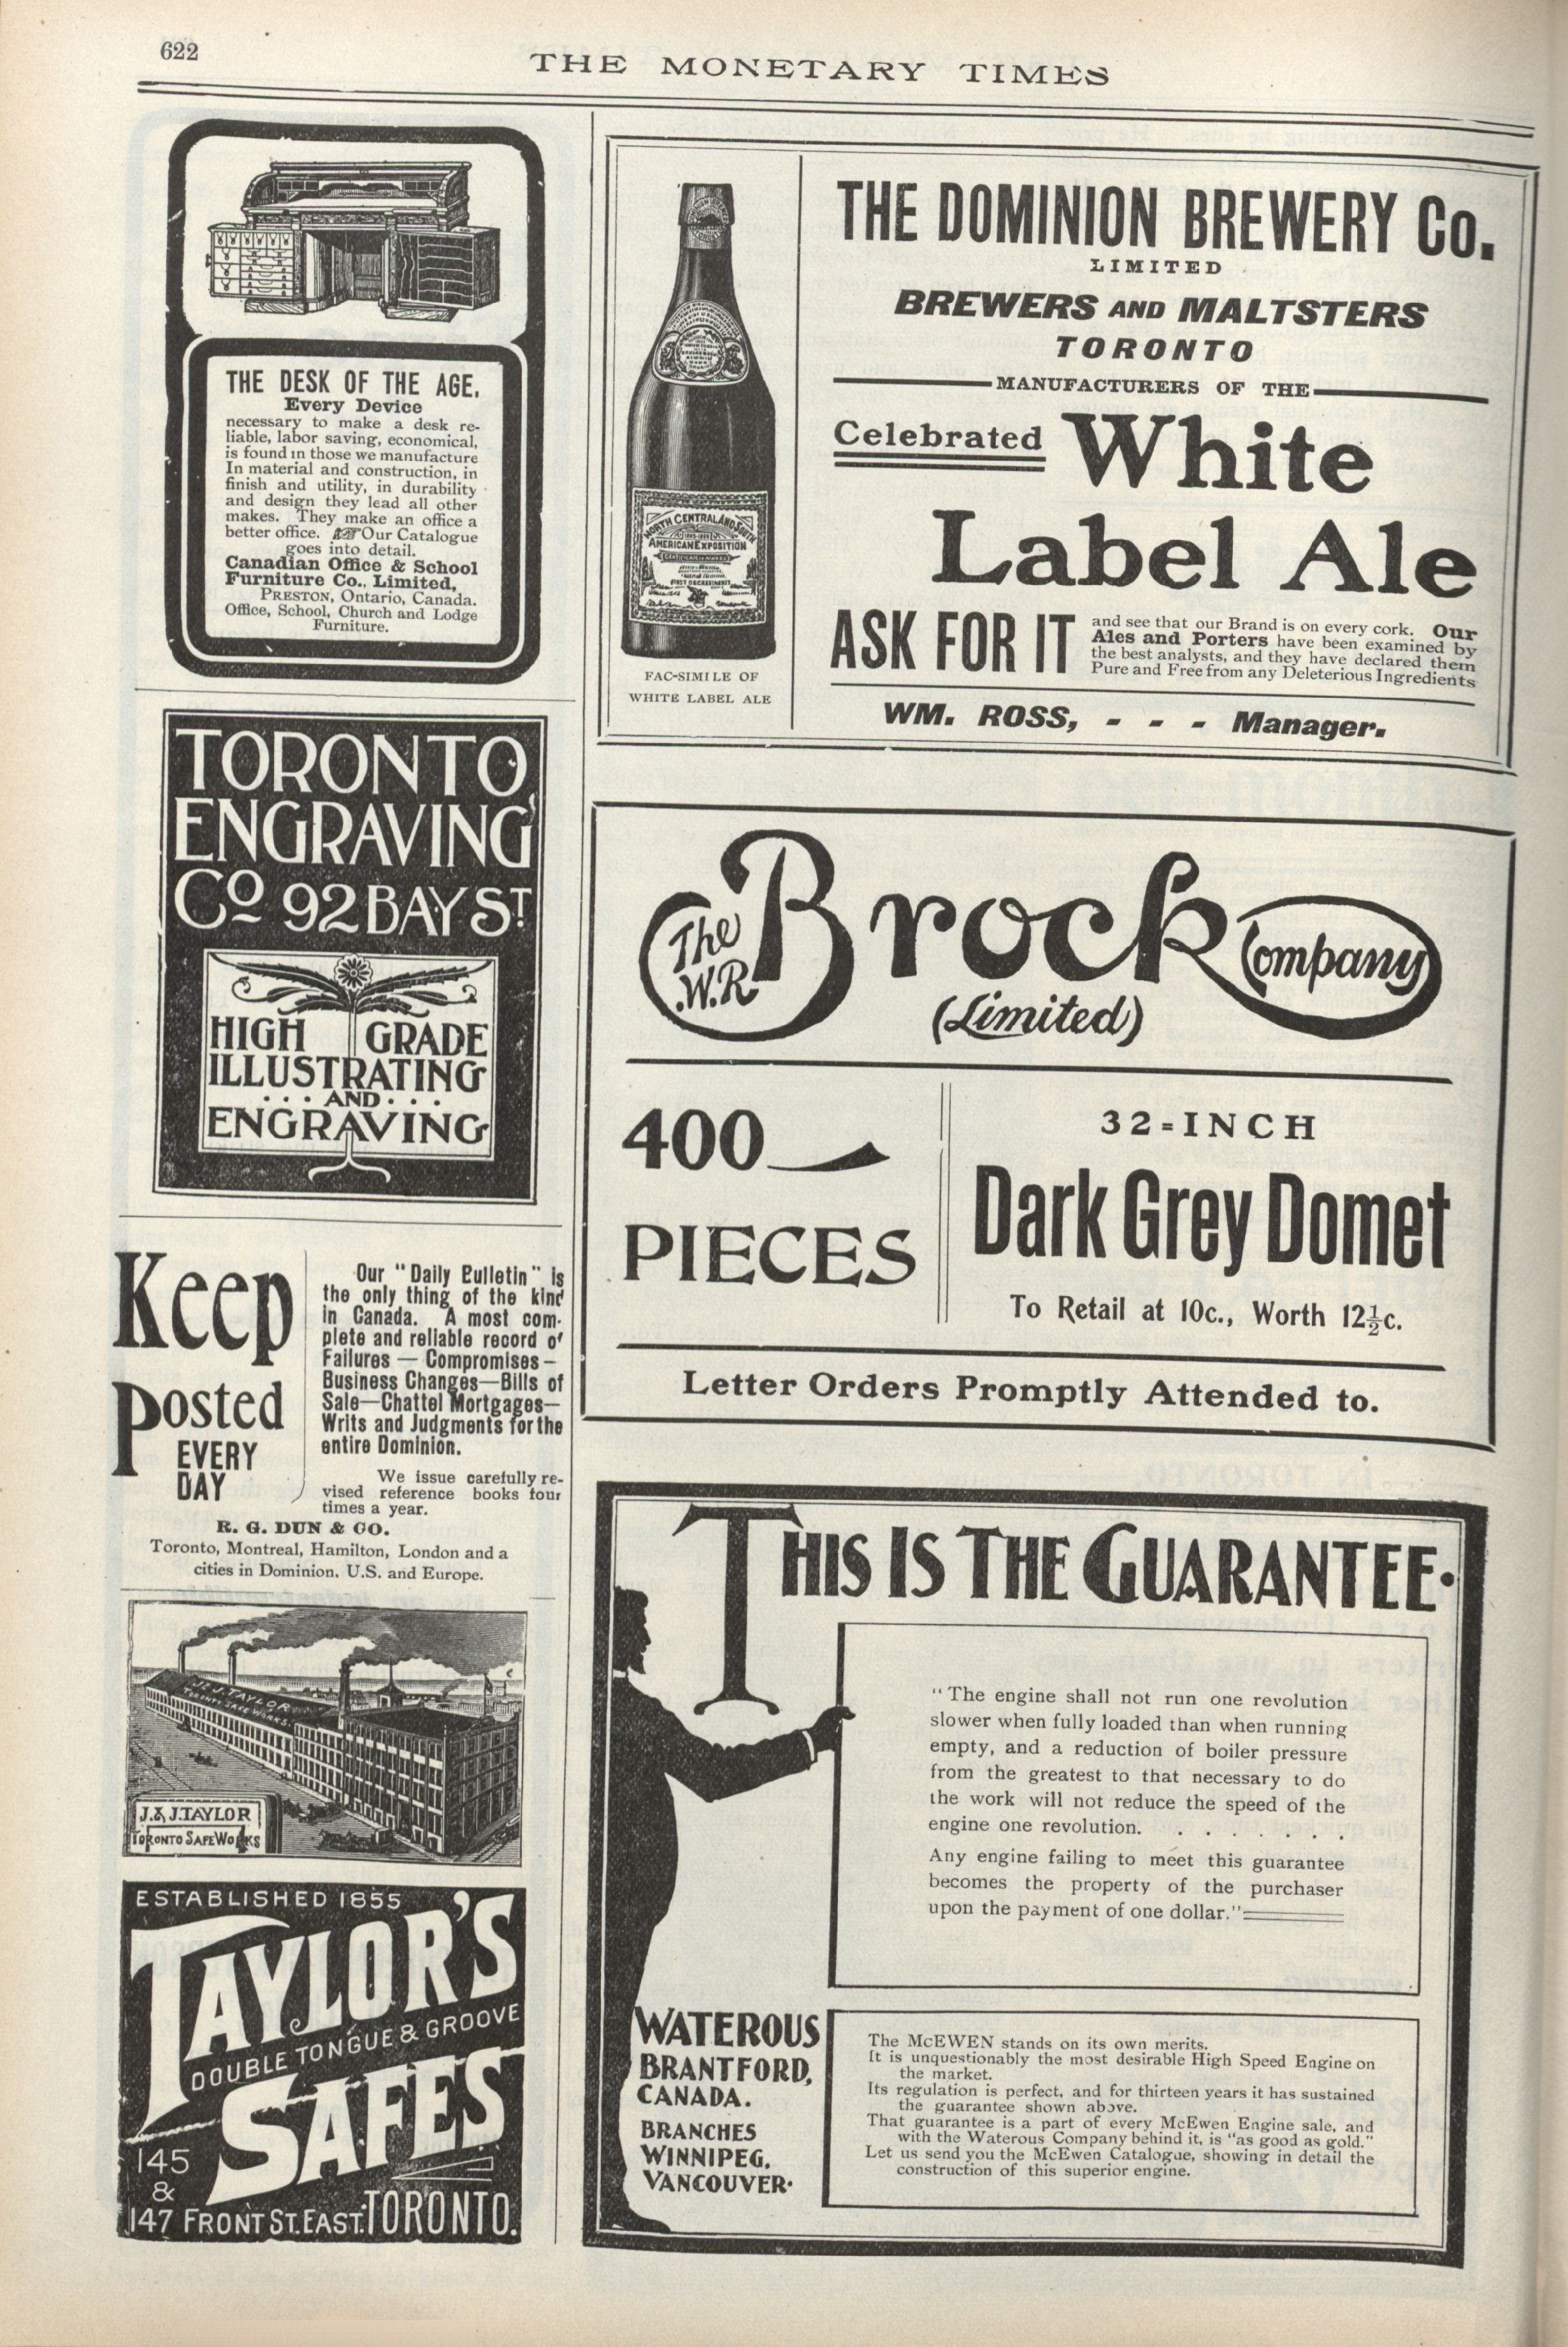 622
THE MONETARY TIMES
THE DESK OF THE AGE.
Every Device
necessary to make a desk re-
liable, labor saving, economical,
is found in those we manufacture
In material and construction, in
finish and utility, in durability
and design they lead all other
makes. They make an office a
better office. Our Catalogue
goes into detail.
Canadian Office & School
Furniture Co., Limited,
PRESTON, Ontario, Canada.
Office, School, Church and Lodge
Furniture.
TORONTO
ENGRAVING
CO 92 BAY ST.
HIGH GRADE
ILLUSTRATING
... AND ...
ENGRAVING
Keep
posted
EVERY
DAY
Our "Daily Bulletin" is
the only thing of the kind
in Canada. A most com-
plete and reliable record of
Failures — Compromises —
Business Changes—Bills of
Sale—Chattel Mortgages—
Writs and Judgments for the
entire Dominion.
We issue carefully re-
vised reference books four
times a year.
R. G. DUN & CO.
Toronto, Montreal, Hamilton, London and a
cities in Dominion, U.S. and Europe.
J. & J. TAYLOR
TORONTO SAFE WORKS.
J. & J. TAYLOR
TORONTO SAFE WORKS
ESTABLISHED 1855
TAYLOR'S
DOUBLE TONGUE & GROOVE
SAFES
145
&
147 FRONT ST. EAST. TORONTO.
NORTH CENTRAL AND SOUTH
AMERICAN EXPOSITION
FAC-SIMILE OF
WHITE LABEL ALE
THE DOMINION BREWERY Co.
LIMITED
BREWERS AND MALTSTERS
TORONTO
MANUFACTURERS OF THE
Celebrated White
Label Ale
ASK FOR IT
and see that our Brand is on every cork. Our
Ales and Porters have been examined by
the best analysts, and they have declared them
Pure and Free from any Deleterious Ingredients
WM. ROSS, - - - Manager.
The W.R. Brock Company
(Limited)
400
PIECES
32-INCH
Dark Grey Domet
To Retail at 10c., Worth 12½c.
Letter Orders Promptly Attended to.
THIS IS THE GUARANTEE.
"The engine shall not run one revolution
slower when fully loaded than when running
empty, and a reduction of boiler pressure
from the greatest to that necessary to do
the work will not reduce the speed of the
engine one revolution. . . . . . . .
Any engine failing to meet this guarantee
becomes the property of the purchaser
upon the payment of one dollar."
WATEROUS
BRANTFORD,
CANADA.
BRANCHES
WINNIPEG.
VANCOUVER.
The McEWEN stands on its own merits.
It is unquestionably the most desirable High Speed Engine on
the market.
Its regulation is perfect, and for thirteen years it has sustained
the guarantee shown above.
That guarantee is a part of every McEwen Engine sale, and
with the Waterous Company behind it, is "as good as gold."
Let us send you the McEwen Catalogue, showing in detail the
construction of this superior engine.